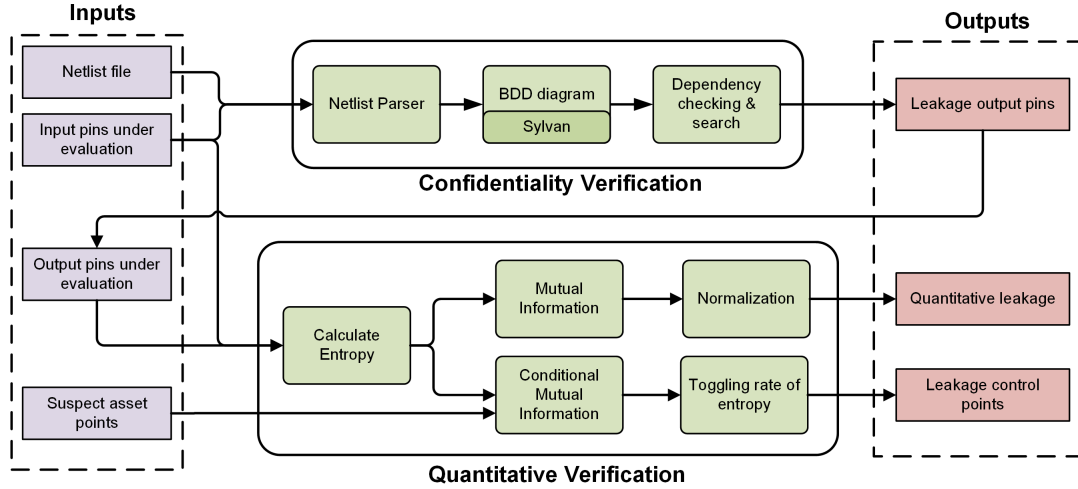 Inputs
Outputs
Netlist file
Input pins under
evaluation
Netlist Parser
BDD diagram
Sylvan
Dependency
checking &
search
Leakage output pins
Confidentiality Verification
Output pins under
evaluation
Calculate
Entropy
Mutual
Information
Normalization
Quantitative leakage
Suspect asset
points
Conditional
Mutual
Information
Toggling rate of
entropy
Leakage control
points
Quantitative Verification